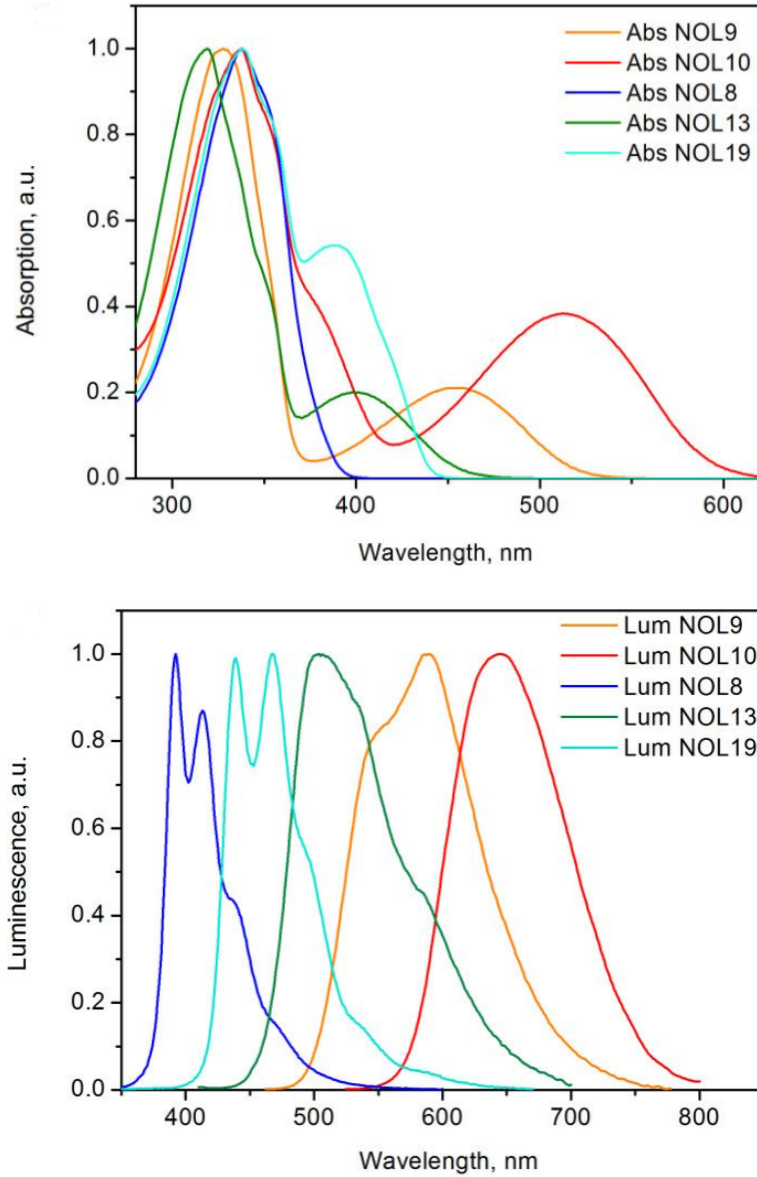 Abs NOL9
Abs NOL10
Abs NOL8
Abs NOL13
Abs NOL19
1.0
0.8
0.6
0.4
0.2
0.0
Absorption, a.u.
300 400 500 600
Wavelength, nm
Lum NOL9
Lum NOL10
Lum NOL8
Lum NOL13
Lum NOL19
1.0
0.8
0.6
0.4
0.2
0.0
Luminescence, a.u.
400 500 600 700 800
Wavelength, nm